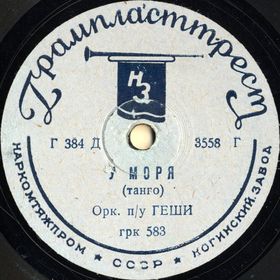 Грампласттрест
НЗ
Г 384 Д 3558 Г
У МОРЯ
(танго)
Орк. п/у ГЕШИ
грк 583
НАРКОМТЯЖПРОМ ★ СССР ★ НОГИНСКИЙ ЗАВОД